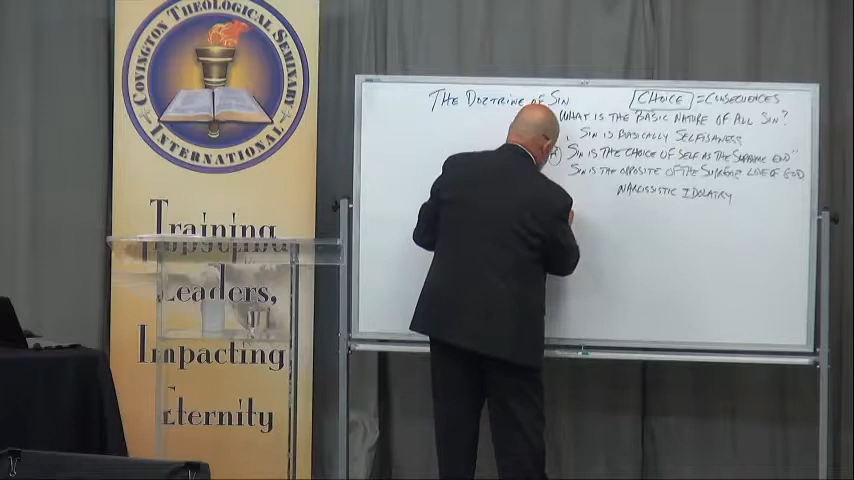 COVINGTON THEOLOGICAL SEMINARY
INTERNATIONAL
Training
Leaders,
Impacting
Eternity
THE DOCTRINE OF SIN
CHOICE = CONSEQUENCES
WHAT IS THE BASIC NATURE OF ALL SIN?
SIN IS BASICALLY SELFISHNESS
SIN IS THE CHOICE OF SELF AS THE SUPREME END"
SIN IS THE OPPOSITE OF THE SUPREME LOVE OF GOD
NARCISSISTIC IDOLATRY